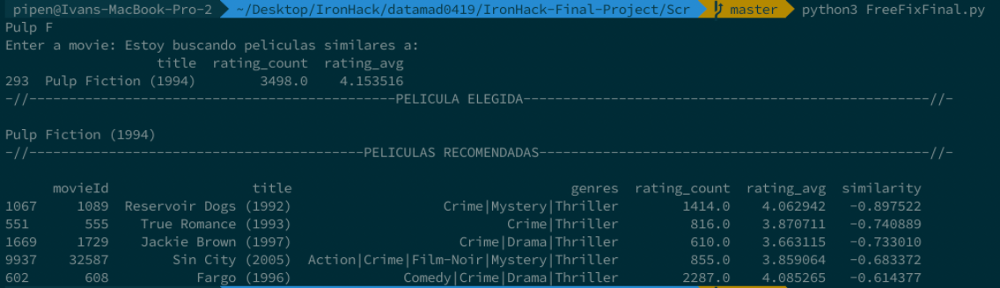 pipen@Ivans-MacBook-Pro-2 ~/Desktop/IronHack/datamad0419/IronHack-Final-Project/Scr master python3 FreeFixFinal.py
Pulp F
Enter a movie: Estoy buscando peliculas similares a:
title rating_count rating_avg
293 Pulp Fiction (1994) 3498.0 4.153516
-//----------------------------------------------PELICULA ELEGIDA---------------------------------------------------//-
Pulp Fiction (1994)
-//------------------------------------------PELICULAS RECOMENDADAS-------------------------------------------------//-
movieId title genres rating_count rating_avg similarity
1067 1089 Reservoir Dogs (1992) Crime|Mystery|Thriller 1414.0 4.062942 -0.897522
551 555 True Romance (1993) Crime|Thriller 816.0 3.870711 -0.740889
1669 1729 Jackie Brown (1997) Crime|Drama|Thriller 610.0 3.663115 -0.733010
9937 32587 Sin City (2005) Action|Crime|Film-Noir|Mystery|Thriller 855.0 3.859064 -0.683372
602 608 Fargo (1996) Comedy|Crime|Drama|Thriller 2287.0 4.085265 -0.614377